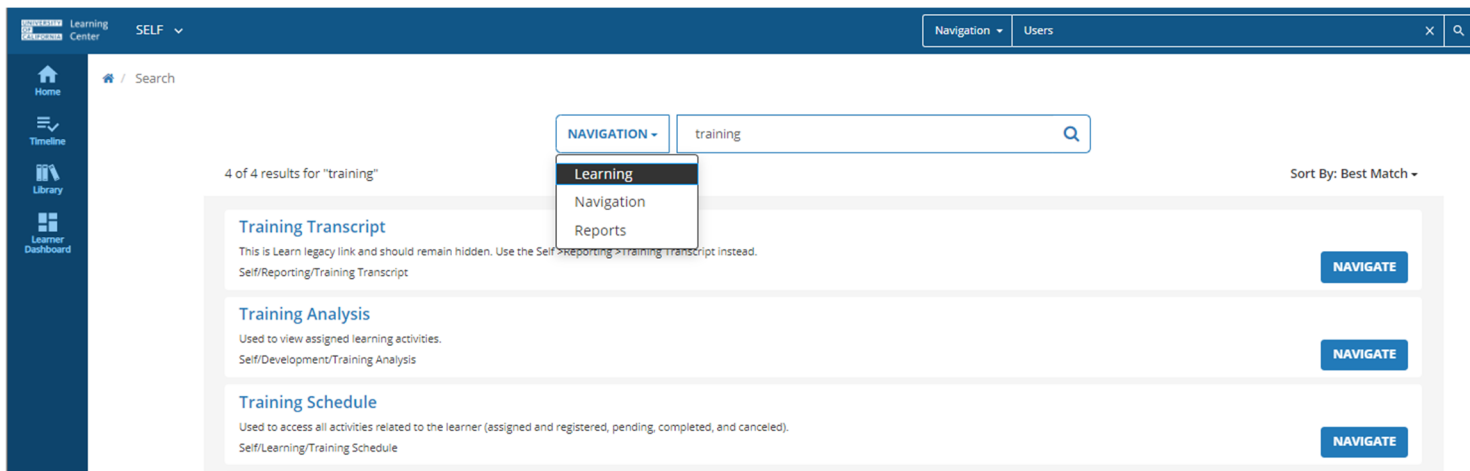 UNIVERSITY OF CALIFORNIA Learning Center
SELF
Navigation
Users
Home
Timeline
Library
Learner Dashboard
/ Search
NAVIGATION
training
Learning
Navigation
Reports
4 of 4 results for "training"
Sort By: Best Match
Training Transcript
This is Learn legacy link and should remain hidden. Use the Self >Reporting >Training Transcript instead.
Self/Reporting/Training Transcript
NAVIGATE
Training Analysis
Used to view assigned learning activities.
Self/Development/Training Analysis
NAVIGATE
Training Schedule
Used to access all activities related to the learner (assigned and registered, pending, completed, and canceled).
Self/Learning/Training Schedule
NAVIGATE